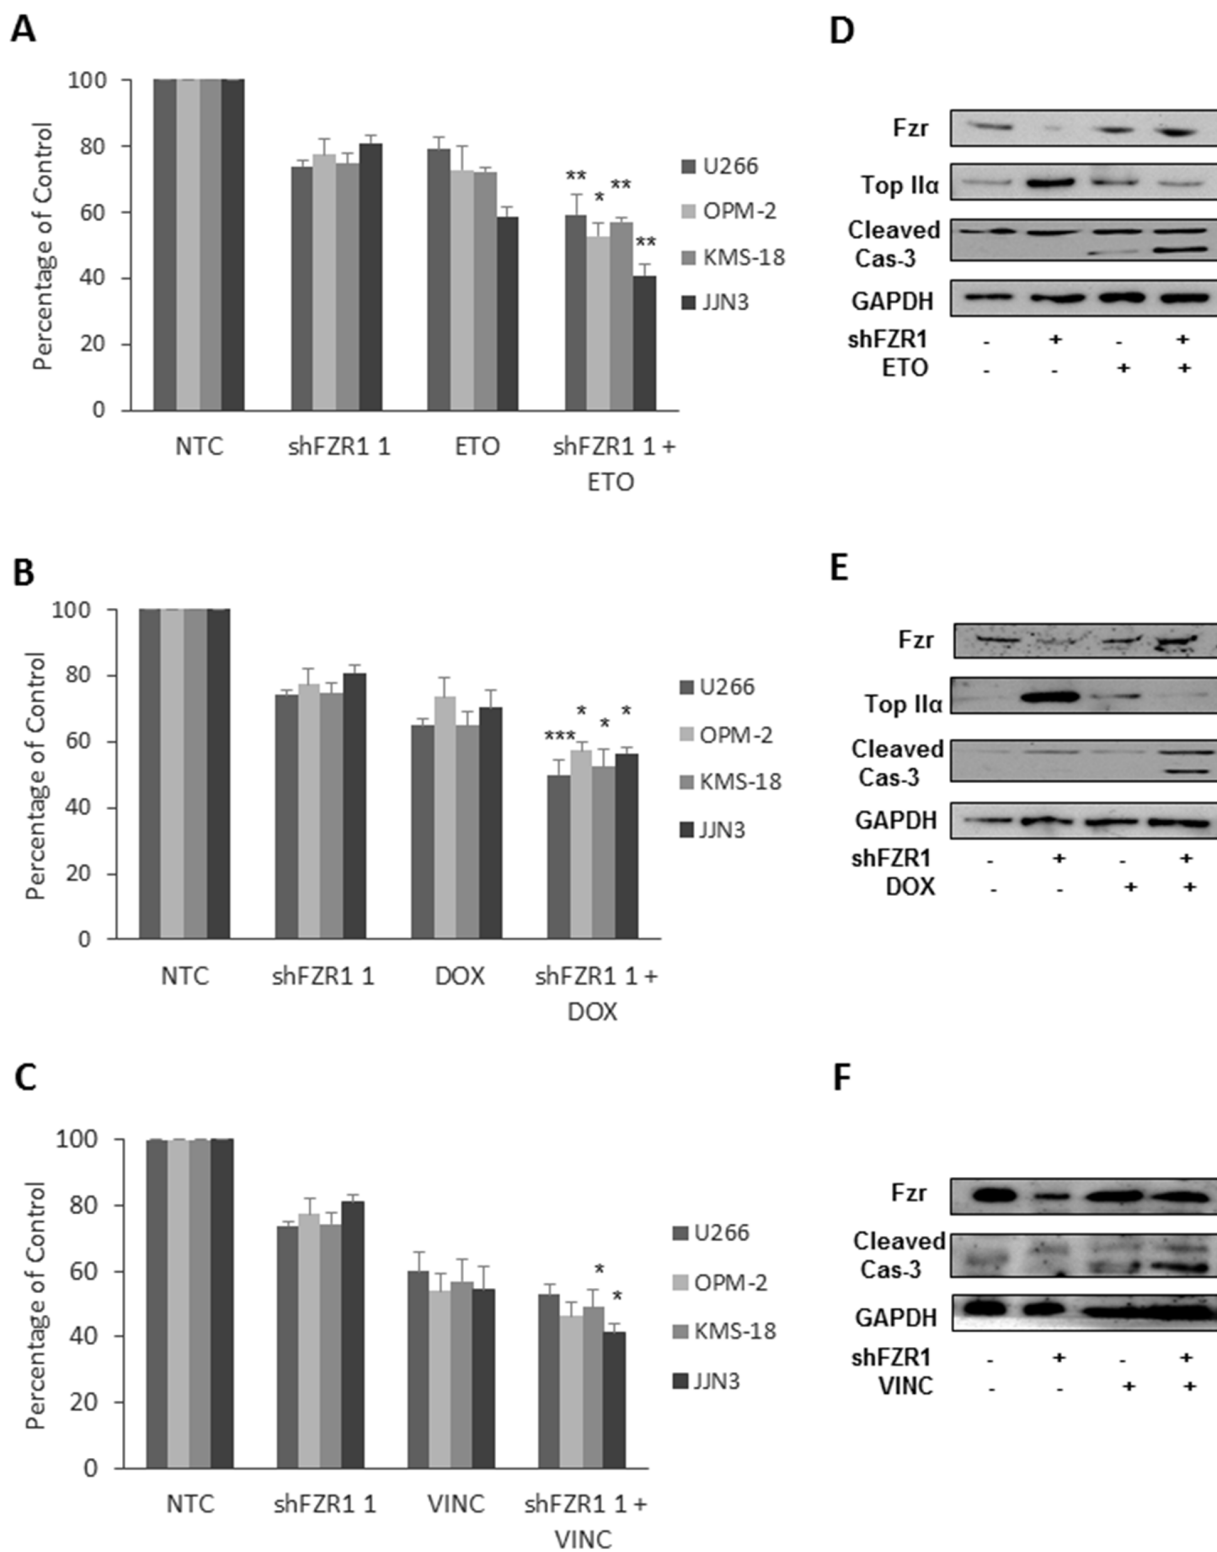 A
Percentage of Control
100
80
60
40
20
0
** * ** **
NTC shFZR1 1 ETO shFZR1 1 +
ETO
U266
OPM-2
KMS-18
JJN3
D
Fzr
Top IIα
Cleaved
Cas-3
GAPDH
shFZR1 - + - +
ETO - - + +
B
Percentage of Control
100
80
60
40
20
0
*** * * *
NTC shFZR1 1 DOX shFZR1 1 +
DOX
U266
OPM-2
KMS-18
JJN3
E
Fzr
Top IIα
Cleaved
Cas-3
GAPDH
shFZR1 - + - +
DOX - - + +
C
Percentage of Control
100
80
60
40
20
0
* *
NTC shFZR1 1 VINC shFZR1 1 +
VINC
U266
OPM-2
KMS-18
JJN3
F
Fzr
Cleaved
Cas-3
GAPDH
shFZR1 - + - +
VINC - - + +